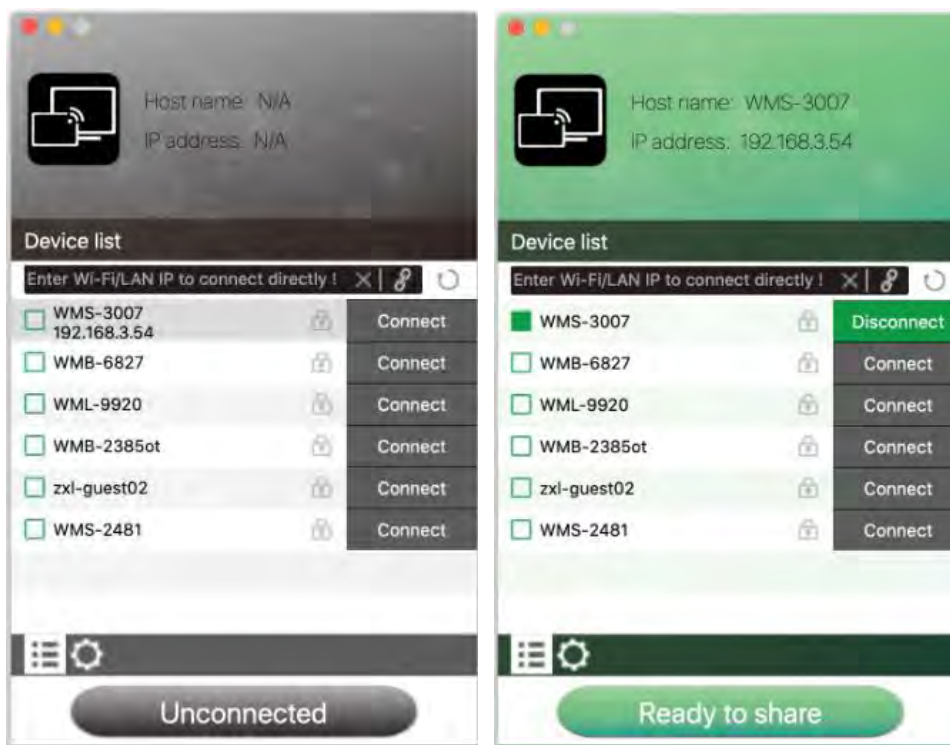 Host name: N/A
IP address: N/A
Device list
Enter Wi-Fi/LAN IP to connect directly !
WMS-3007
192.168.3.54
Connect
WMB-6827
Connect
WML-9920
Connect
WMB-2385ot
Connect
zxl-guest02
Connect
WMS-2481
Connect
Unconnected
Host name: WMS-3007
IP address: 192.168.3.54
Device list
Enter Wi-Fi/LAN IP to connect directly !
WMS-3007
Disconnect
WMB-6827
Connect
WML-9920
Connect
WMB-2385ot
Connect
zxl-guest02
Connect
WMS-2481
Connect
Ready to share